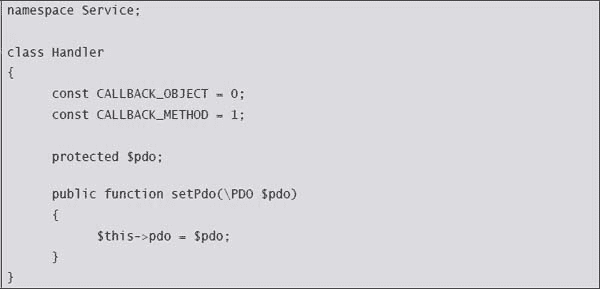 namespace Service;
class Handler
{
const CALLBACK_OBJECT = 0;
const CALLBACK_METHOD = 1;
protected $pdo;
public function setPdo(\PDO $pdo)
{
$this->pdo = $pdo;
}
}